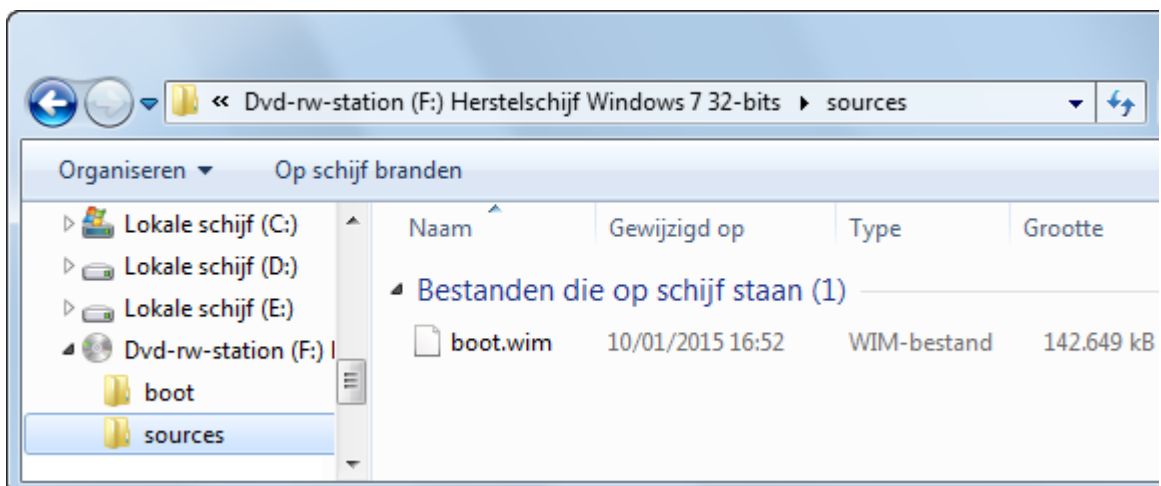 « Dvd-rw-station (F:) Herstelschijf Windows 7 32-bits ▸ sources
Organiseren ▾ Op schijf branden
Lokale schijf (C:)
Lokale schijf (D:)
Lokale schijf (E:)
Dvd-rw-station (F:)
boot
sources
Naam Gewijzigd op Type Grootte
Bestanden die op schijf staan (1)
boot.wim 10/01/2015 16:52 WIM-bestand 142.649 kB